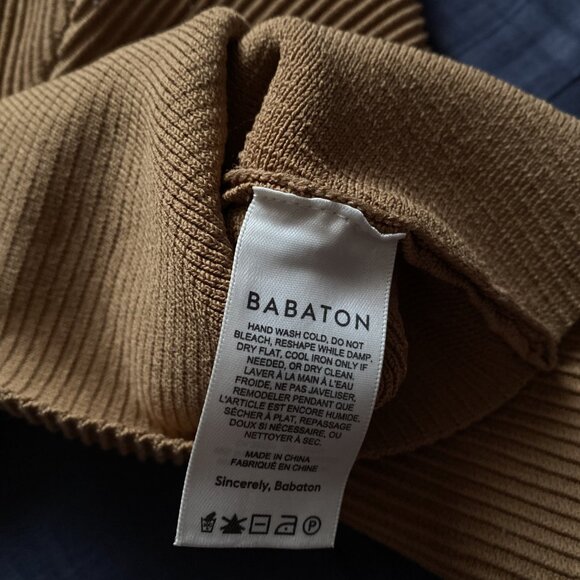 BABATON
HAND WASH COLD, DO NOT
BLEACH, RESHAPE WHILE DAMP,
DRY FLAT, COOL IRON ONLY IF
NEEDED, OR DRY CLEAN.
LAVER À LA MAIN À L'EAU
FROIDE, NE PAS JAVELISER,
REMODELER PENDANT QUE
L'ARTICLE EST ENCORE HUMIDE,
SÉCHER À PLAT, REPASSAGE
DOUX SI NÉCESSAIRE, OU
NETTOYER À SEC.
MADE IN CHINA
FABRIQUÉ EN CHINE
Sincerely, Babaton
P